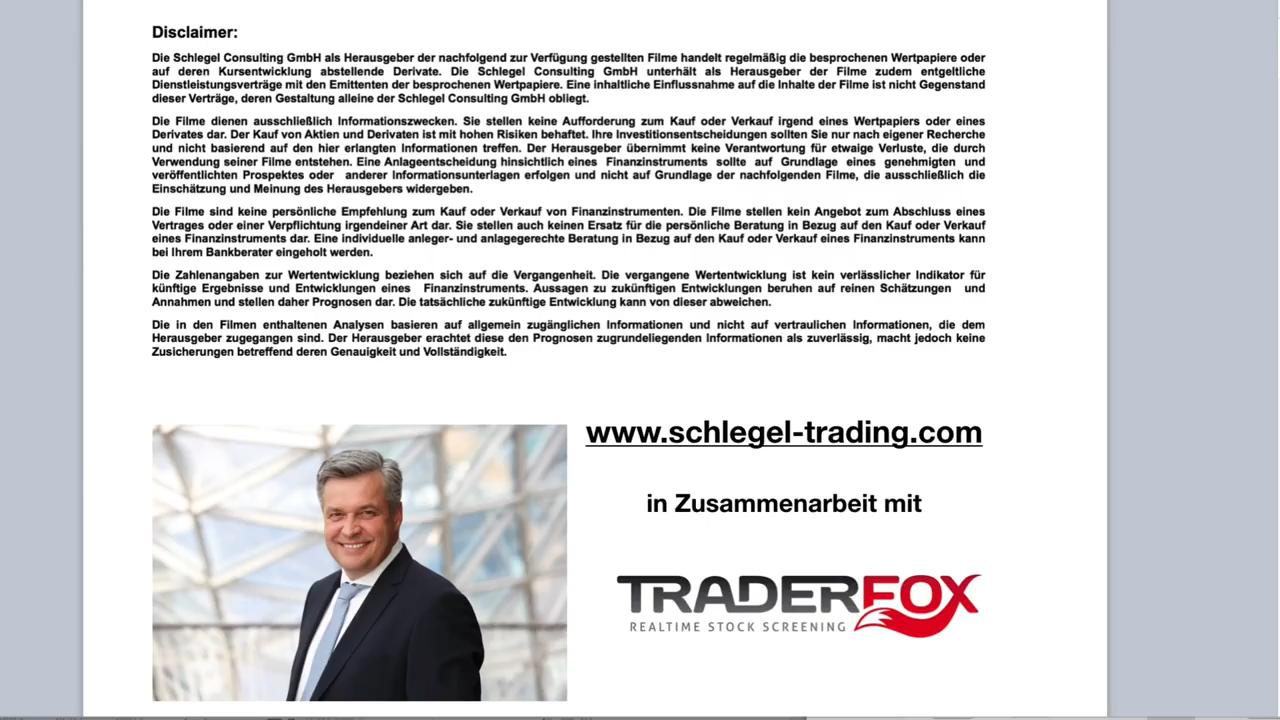 Disclaimer:
Die Schlegel Consulting GmbH als Herausgeber der nachfolgend zur Verfügung gestellten Filme handelt regelmäßig die besprochenen Wertpapiere oder
auf deren Kursentwicklung abstellende Derivate. Die Schlegel Consulting GmbH unterhält als Herausgeber der Filme zudem entgeltliche
Dienstleistungsverträge mit den Emittenten der besprochenen Wertpapiere. Eine inhaltliche Einflussnahme auf die Inhalte der Filme ist nicht Gegenstand
dieser Verträge, deren Gestaltung alleine der Schlegel Consulting GmbH obliegt.
Die Filme dienen ausschließlich Informationszwecken. Sie stellen keine Aufforderung zum Kauf oder Verkauf irgend eines Wertpapiers oder eines
Derivates dar. Der Kauf von Aktien und Derivaten ist mit hohen Risiken behaftet. Ihre Investitionsentscheidungen sollten Sie nur nach eigener Recherche
und nicht basierend auf den hier erlangten Informationen treffen. Der Herausgeber übernimmt keine Verantwortung für etwaige Verluste, die durch
Verwendung seiner Filme entstehen. Eine Anlageentscheidung hinsichtlich eines Finanzinstruments sollte auf Grundlage eines genehmigten und
veröffentlichten Prospektes oder anderer Informationsunterlagen erfolgen und nicht auf Grundlage der nachfolgenden Filme, die ausschließlich die
Einschätzung und Meinung des Herausgebers widergeben.
Die Filme sind keine persönliche Empfehlung zum Kauf oder Verkauf von Finanzinstrumenten. Die Filme stellen kein Angebot zum Abschluss eines
Vertrages oder einer Verpflichtung irgendeiner Art dar. Sie stellen auch keinen Ersatz für die persönliche Beratung in Bezug auf den Kauf oder Verkauf
eines Finanzinstruments dar. Eine individuelle anleger- und anlagegerechte Beratung in Bezug auf den Kauf oder Verkauf eines Finanzinstruments kann
bei Ihrem Bankberater eingeholt werden.
Die Zahlenangaben zur Wertentwicklung beziehen sich auf die Vergangenheit. Die vergangene Wertentwicklung ist kein verlässlicher Indikator für
künftige Ergebnisse und Entwicklungen eines Finanzinstruments. Aussagen zu zukünftigen Entwicklungen beruhen auf reinen Schätzungen und
Annahmen und stellen daher Prognosen dar. Die tatsächliche zukünftige Entwicklung kann von dieser abweichen.
Die in den Filmen enthaltenen Analysen basieren auf allgemein zugänglichen Informationen und nicht auf vertraulichen Informationen, die dem
Herausgeber zugegangen sind. Der Herausgeber erachtet diese den Prognosen zugrundeliegenden Informationen als zuverlässig, macht jedoch keine
Zusicherungen betreffend deren Genauigkeit und Vollständigkeit.
www.schlegel-trading.com
in Zusammenarbeit mit
TRADERFOX
REALTIME STOCK SCREENING